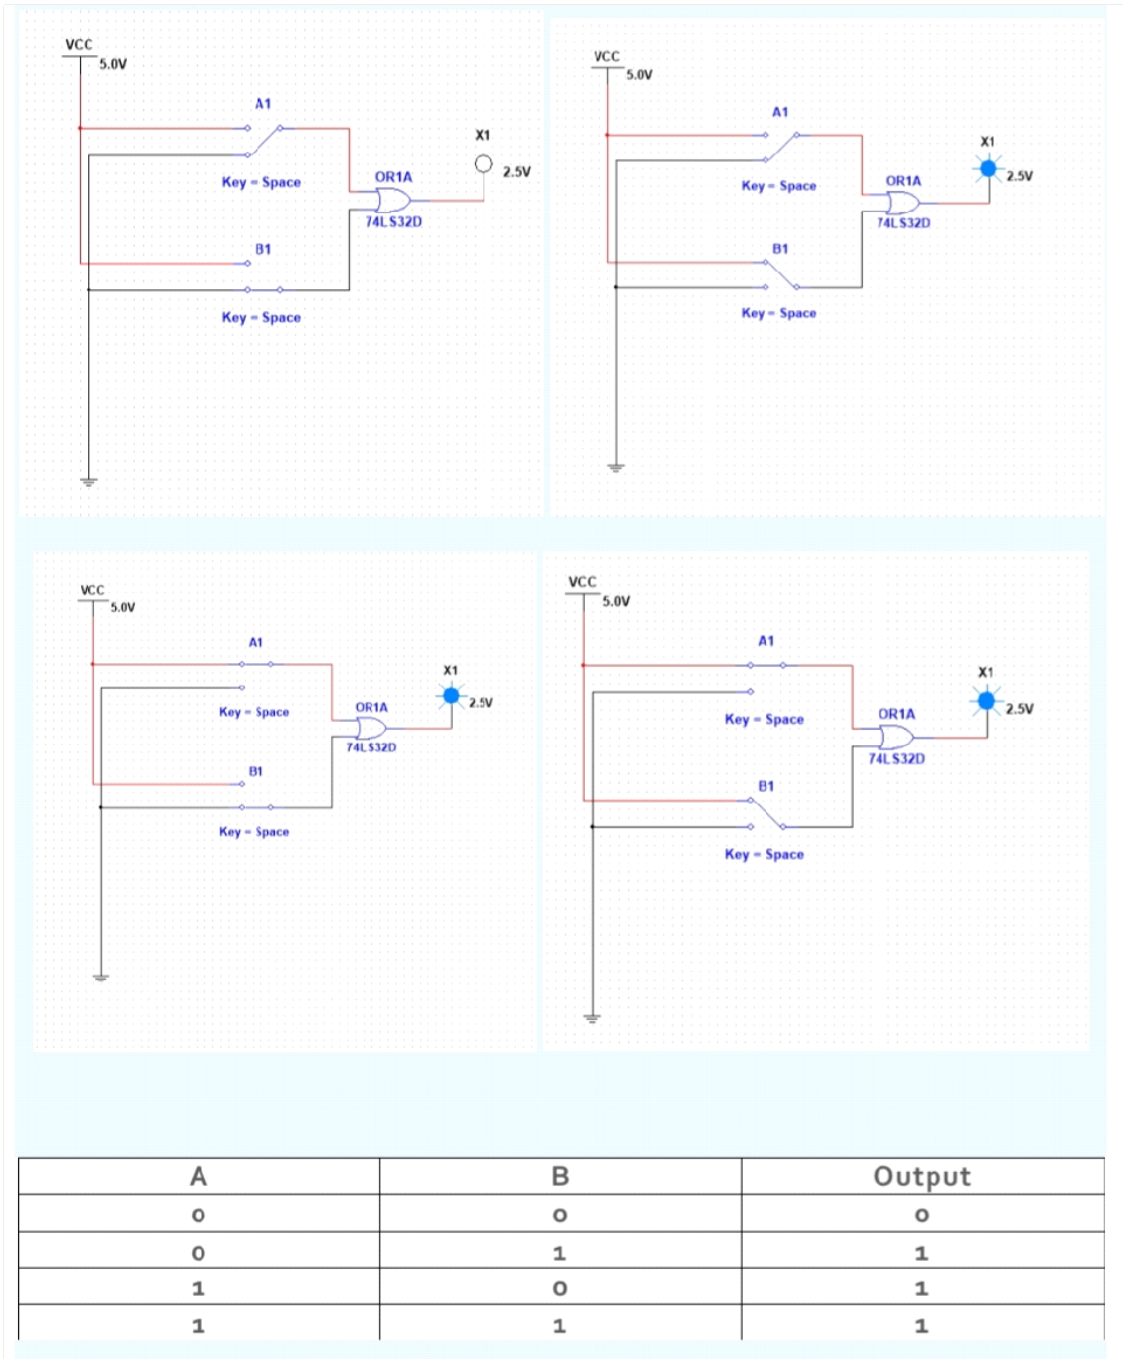 VCC
5.0V
A1
X1
2.5V
Key = Space
OR1A
74LS32D
B1
Key = Space
VCC
5.0V
A1
X1
2.5V
Key = Space
OR1A
74LS32D
B1
Key = Space
VCC
5.0V
A1
X1
2.5V
Key = Space
OR1A
74LS32D
B1
Key = Space
VCC
5.0V
A1
X1
2.5V
Key = Space
OR1A
74LS32D
B1
Key = Space
A B Output
0 0 0
0 1 1
1 0 1
1 1 1